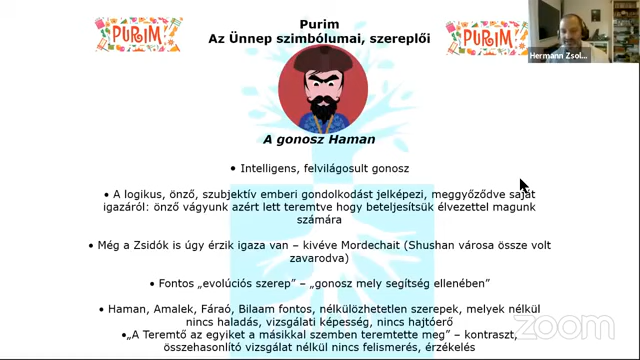 Purim
Az Ünnep szimbólumai, szereplői
PURIM!
PURIM!
Hermann Zsol...
A gonosz Haman
• Intelligens, felvilágosult gonosz
• A logikus, önző, szubjektív emberi gondolkodást jelképezi, meggyőződve saját
igazáról: önző vágyunk azért lett teremtve hogy beteljesítsük élvezettel magunk
számára
• Még a Zsidók is úgy érzik igaza van – kivéve Mordechait (Shushan városa össze volt
zavarodva)
• Fontos „evolúciós szerep” – „gonosz mely segítség ellenében”
• Haman, Amalek, Fáraó, Bilaam fontos, nélkülözhetetlen szerepek, melyek nélkül
nincs haladás, vizsgálati képesség, nincs hajtóerő
• „A Teremtő az egyiket a másikkal szemben teremtette meg” – kontraszt,
összehasonlító vizsgálat nélkül nincs felismerés, érzékelés
zoom